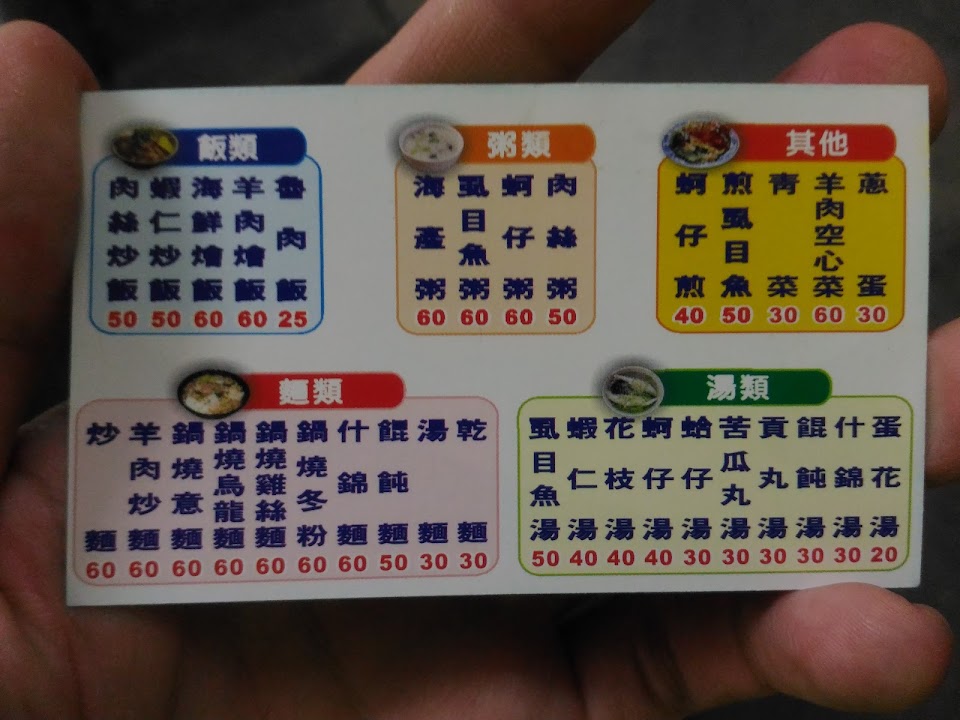 飯類
肉絲炒飯 50
蝦仁炒飯 50
海鮮燴飯 60
羊肉燴飯 60
魯肉飯 25
粥類
海產粥 60
虱目魚粥 60
蚵仔粥 60
肉絲粥 50
其他
蚵仔煎 40
煎虱目魚 50
青菜 30
羊肉空心菜 60
蔥蛋 30
麵類
炒麵 60
羊肉炒麵 60
鍋燒意麵 60
鍋燒烏龍麵 60
鍋燒雞絲麵 60
鍋燒冬粉 60
什錦麵 60
餛飩麵 50
湯麵 30
乾麵 30
湯類
虱目魚湯 50
蝦仁湯 40
花枝湯 40
蚵仔湯 40
蛤仔湯 30
苦瓜丸湯 30
貢丸湯 30
餛飩湯 30
什錦湯 30
蛋花湯 20